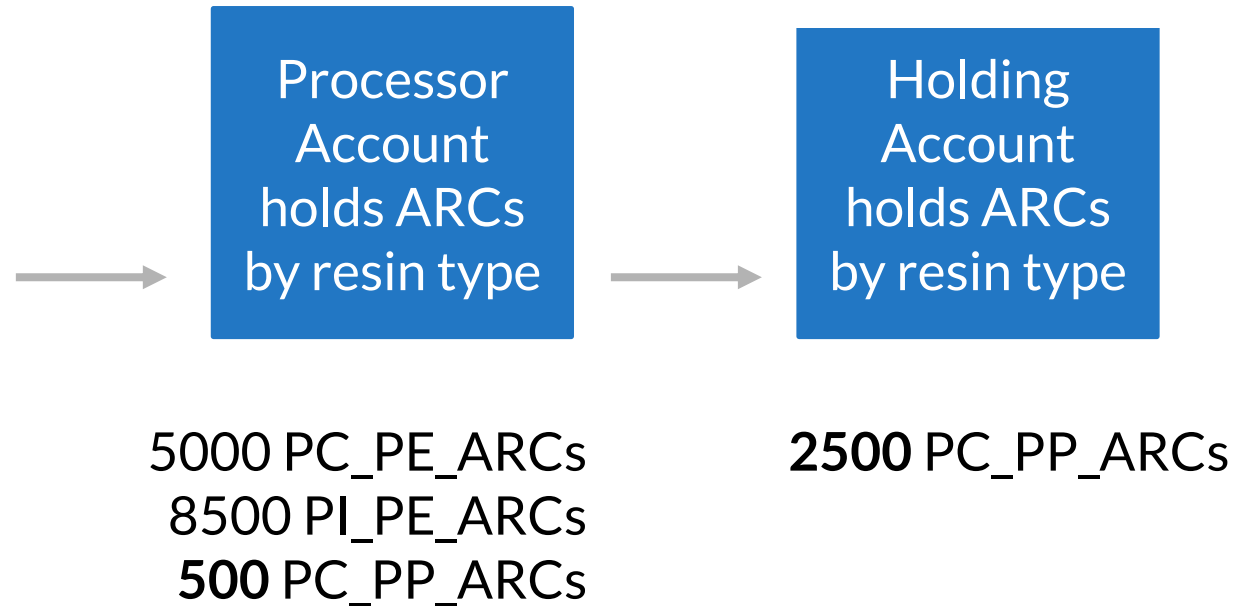 Processor
Account
holds ARCs
by resin type
Holding
Account
holds ARCs
by resin type
5000 PC_PE_ARCs
8500 PI_PE_ARCs
500 PC_PP_ARCs
2500 PC_PP_ARCs